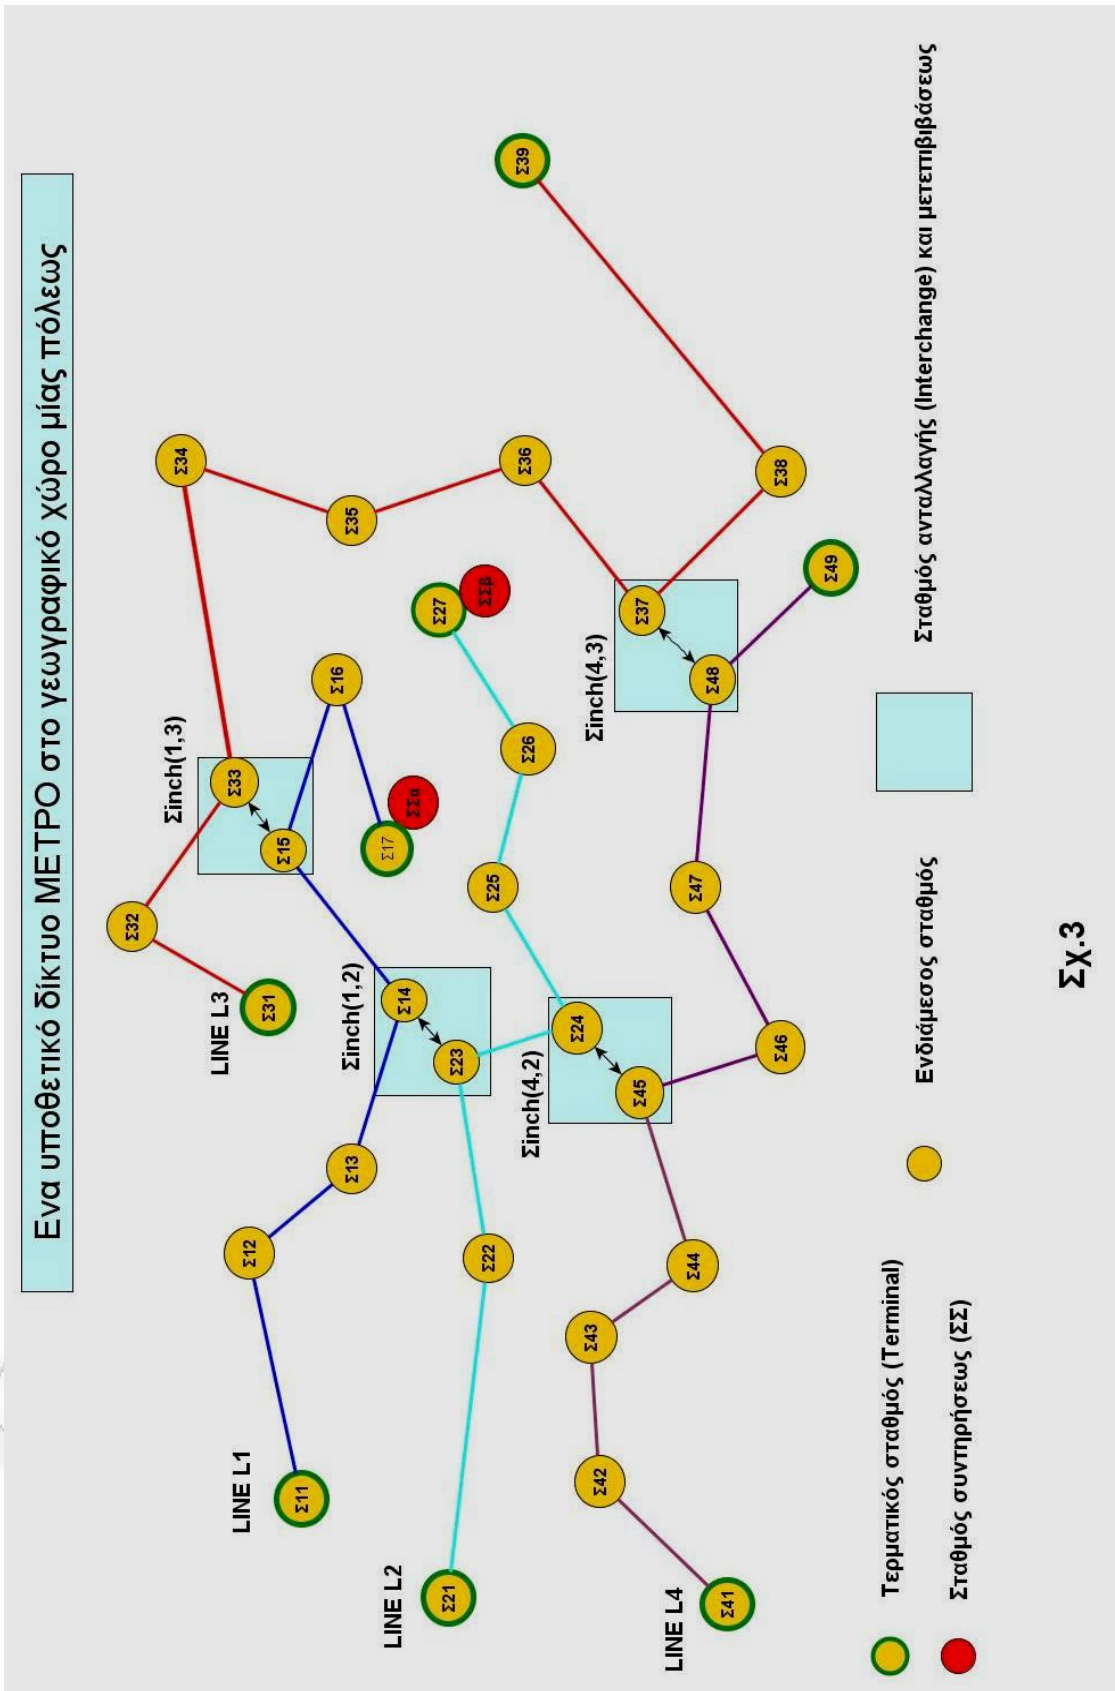 Ενα υποθετικό δίκτυο ΜΕΤΡΟ στο γεωγραφικό χώρο μίας πόλεως
LINE L1
Σ11
Σ12
Σ13
Σinch(1,2)
Σ14
Σ15
Σ16
Σ17
ΣΣα
LINE L3
Σ31
Σ32
Σinch(1,3)
Σ33
Σ34
Σ35
Σ36
Σ37
Σ38
Σ39
LINE L2
Σ21
Σ22
Σ23
Σinch(4,2)
Σ24
Σ25
Σ26
Σ27
ΣΣβ
LINE L4
Σ41
Σ42
Σ43
Σ44
Σ45
Σ46
Σ47
Σinch(4,3)
Σ48
Σ49
Τερματικός σταθμός (Terminal)
Ενδιάμεσος σταθμός
Σταθμός ανταλλαγής (Interchange) και μετεπιβιβάσεως
Σταθμός συντηρήσεως (ΣΣ)
Σχ.3